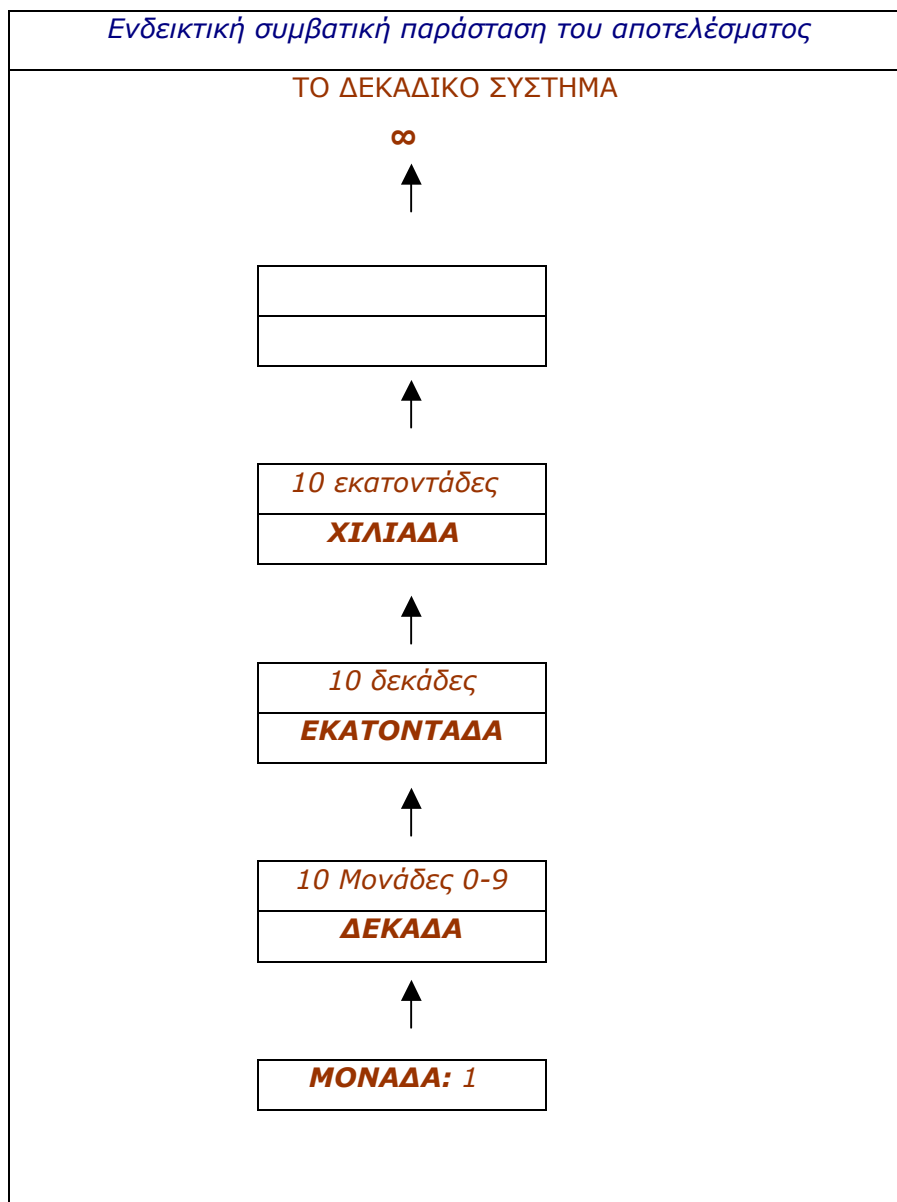 Ενδεικτική συμβατική παράσταση του αποτελέσματος
ΤΟ ΔΕΚΑΔΙΚΟ ΣΥΣΤΗΜΑ
∞
10 εκατοντάδες
ΧΙΛΙΑΔΑ
10 δεκάδες
ΕΚΑΤΟΝΤΑΔΑ
10 Μονάδες 0-9
ΔΕΚΑΔΑ
ΜΟΝΑΔΑ: 1